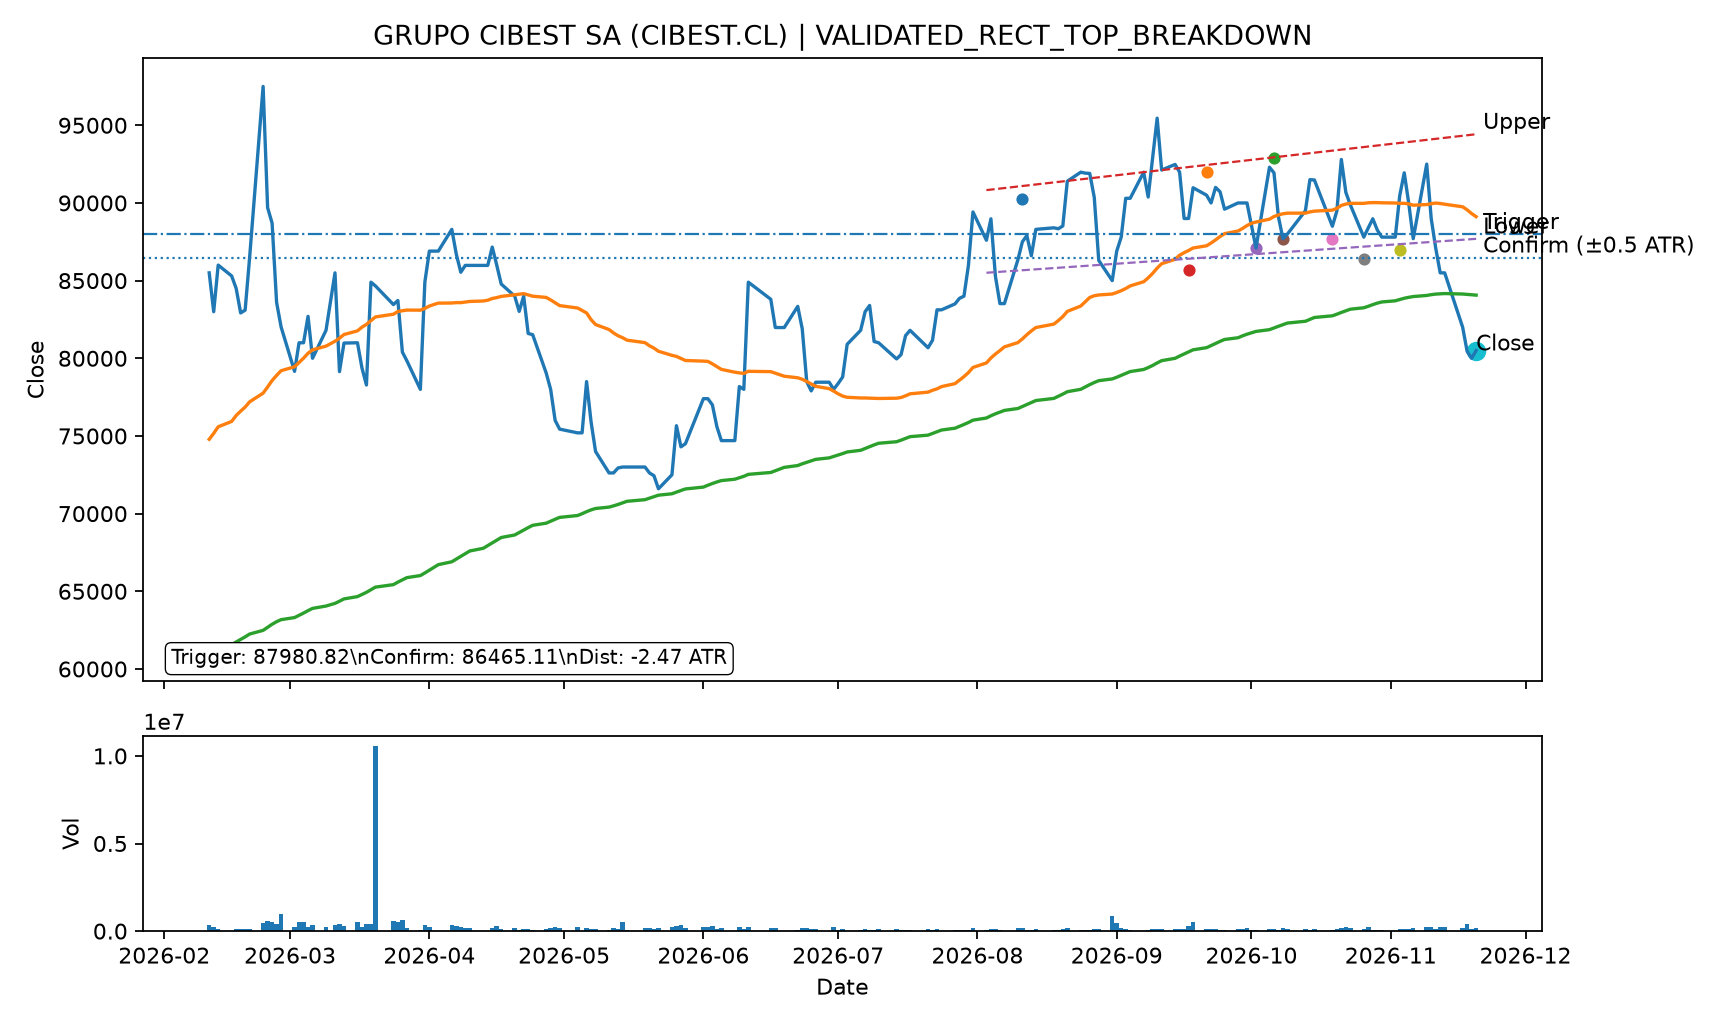 GRUPO CIBEST SA (CIBEST.CL) | VALIDATED_RECT_TOP_BREAKDOWN
Close
95000
90000
85000
80000
75000
70000
65000
60000
Upper
Trigger
Lower
Confirm (±0.5 ATR)
Close
Trigger: 87980.82\nConfirm: 86465.11\nDist: -2.47 ATR
1e7
Vol
1.0
0.5
0.0
2026-02 2026-03 2026-04 2026-05 2026-06 2026-07 2026-08 2026-09 2026-10 2026-11 2026-12
Date